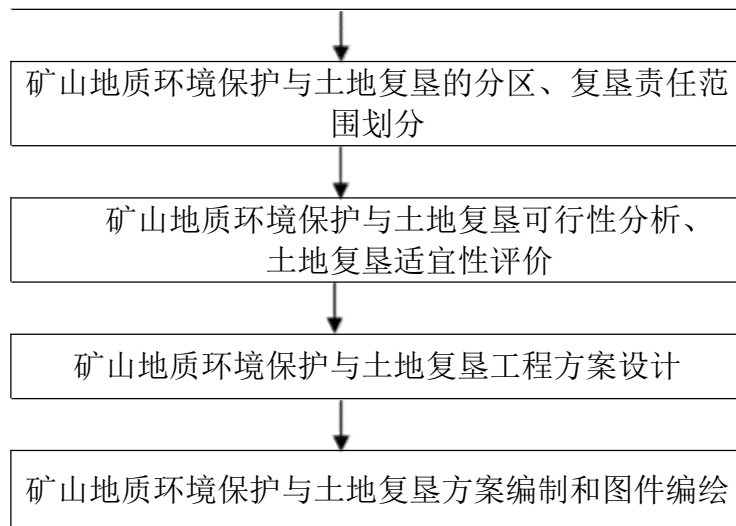 矿山地质环境保护与土地复垦的分区、复垦责任范
围划分
矿山地质环境保护与土地复垦可行性分析、
土地复垦适宜性评价
矿山地质环境保护与土地复垦工程方案设计
矿山地质环境保护与土地复垦方案编制和图件编绘